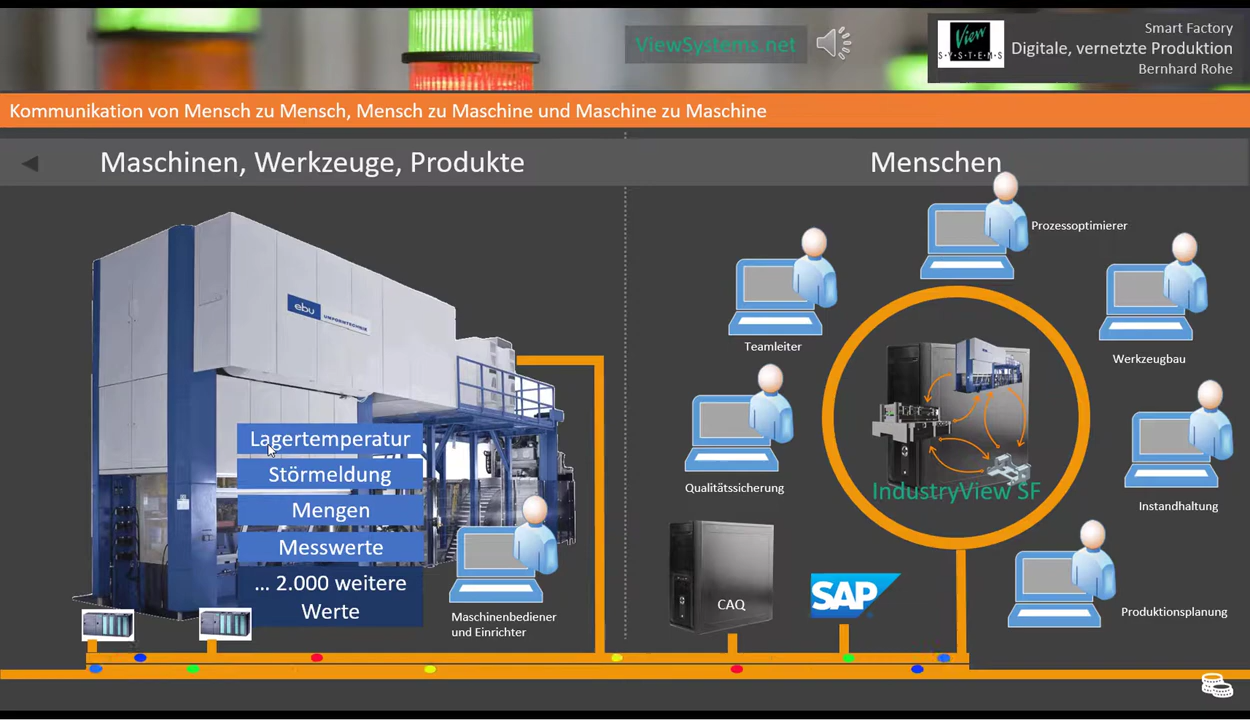 ViewSystems.net
View
S·Y·S·T·E·M·S
Smart Factory
Digitale, vernetzte Produktion
Bernhard Rohe
Kommunikation von Mensch zu Mensch, Mensch zu Maschine und Maschine zu Maschine
Maschinen, Werkzeuge, Produkte
Menschen
ebu UMFORMTECHNIK
Lagertemperatur
Störmeldung
Mengen
Messwerte
... 2.000 weitere
Werte
Maschinenbediener
und Einrichter
Prozessoptimierer
Teamleiter
Werkzeugbau
Qualitätssicherung
IndustryView SF
Instandhaltung
CAQ
SAP
Produktionsplanung